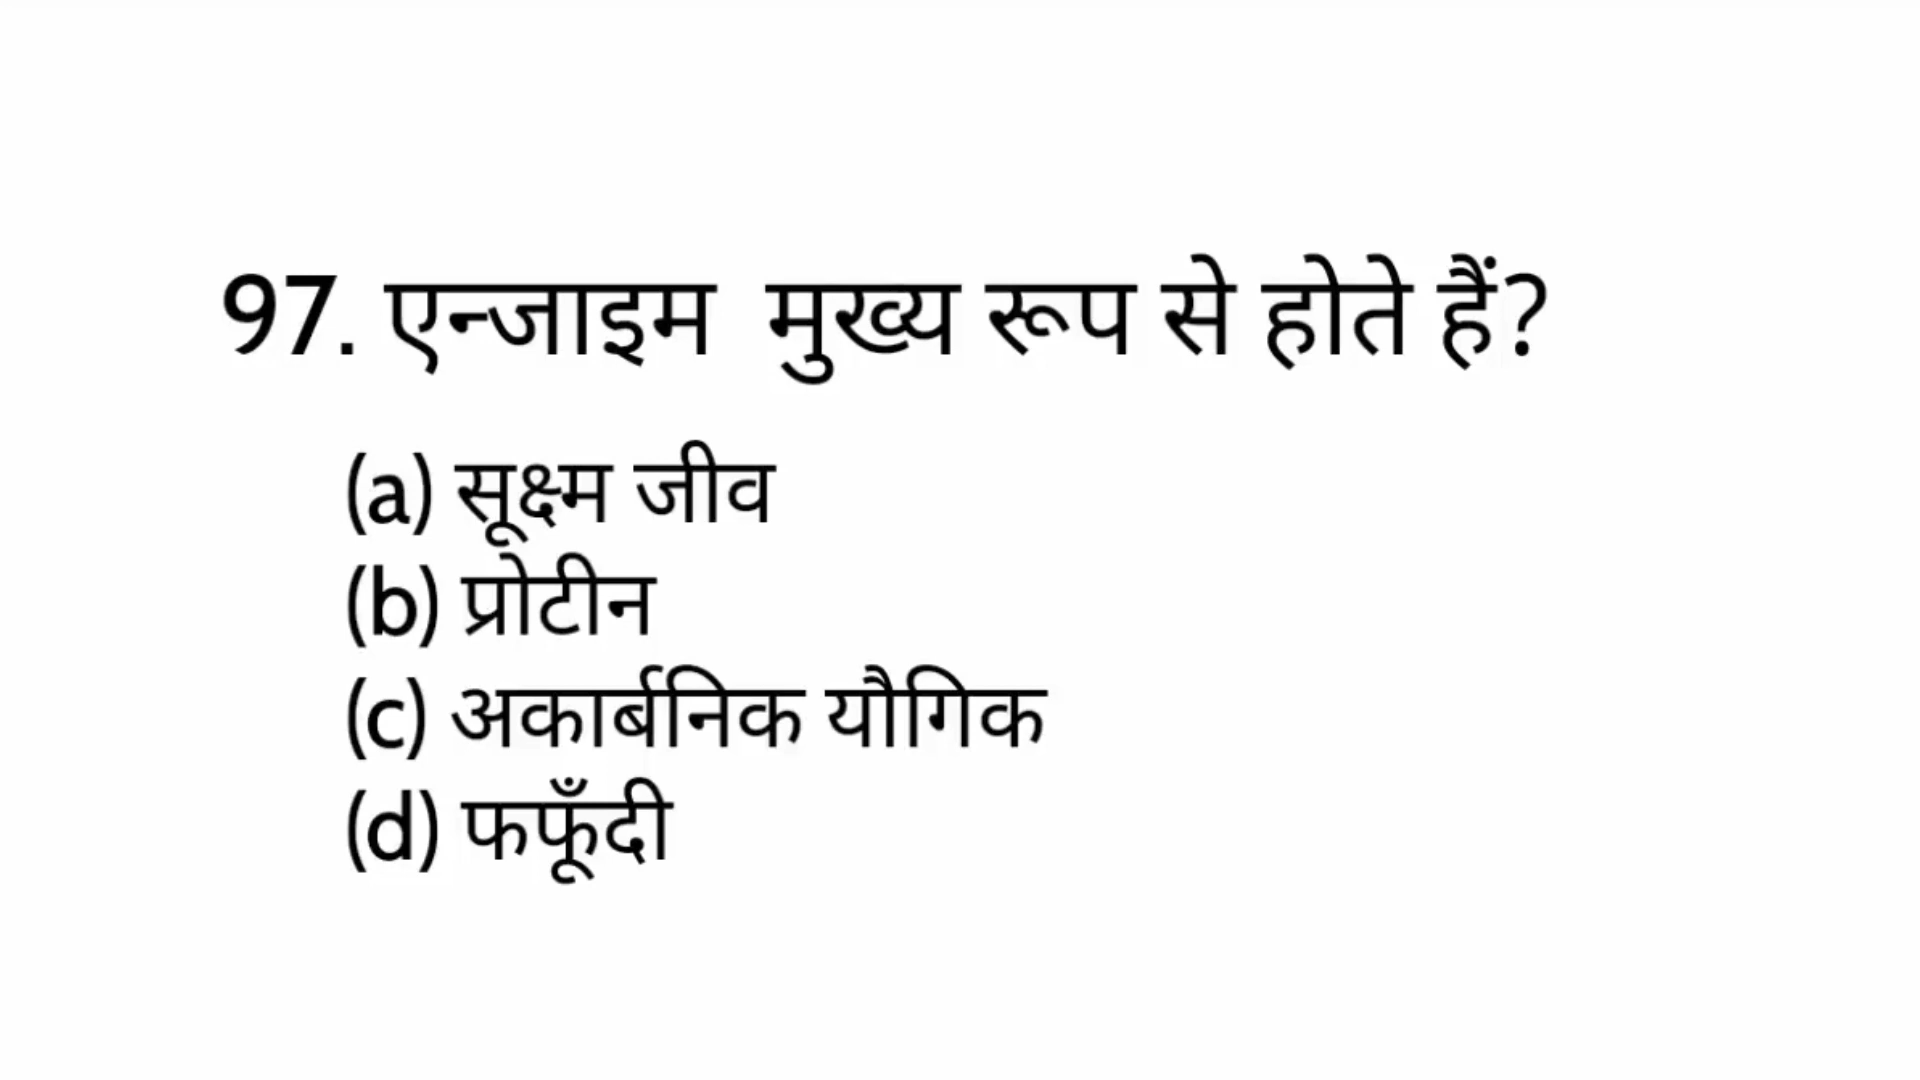 97. एन्जाइम मुख्य रूप से होते हैं?
(a) सूक्ष्म जीव
(b) प्रोटीन
(c) अकार्बनिक यौगिक
(d) फफूँदी